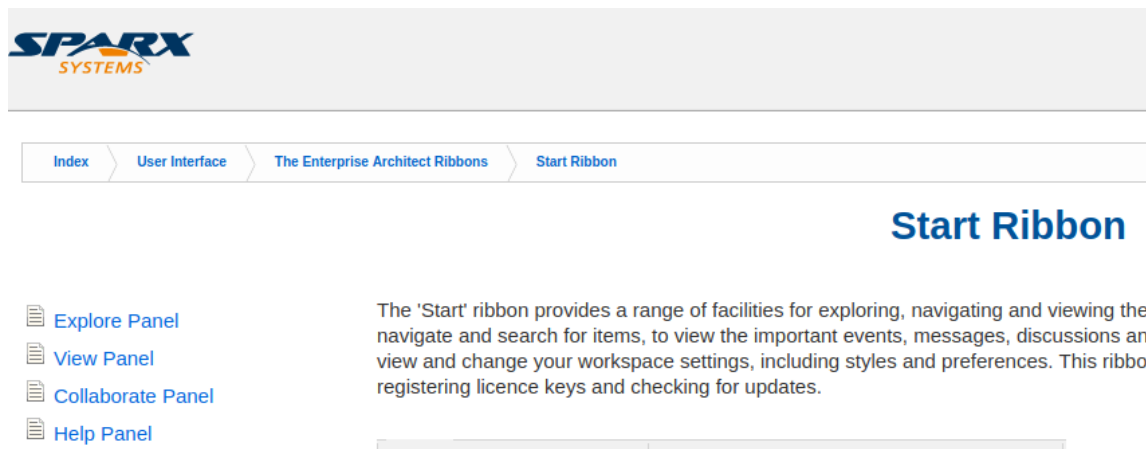 SPARX
SYSTEMS
Index User Interface The Enterprise Architect Ribbons Start Ribbon
Start Ribbon
Explore Panel
View Panel
Collaborate Panel
Help Panel
The 'Start' ribbon provides a range of facilities for exploring, navigating and viewing the
navigate and search for items, to view the important events, messages, discussions an
view and change your workspace settings, including styles and preferences. This ribbo
registering licence keys and checking for updates.